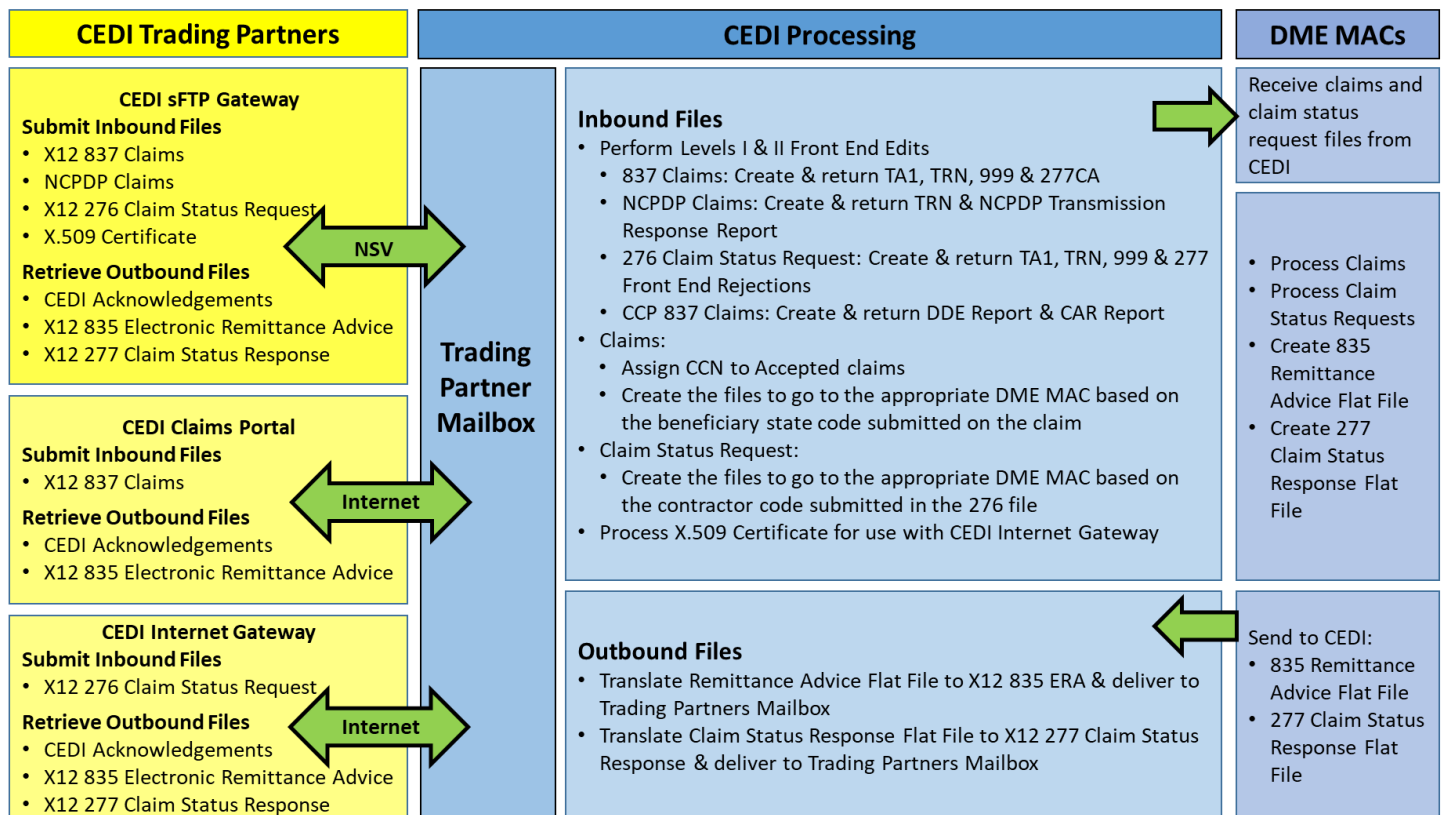 CEDI Trading Partners
CEDI Processing
DME MACs
CEDI sFTP Gateway
Submit Inbound Files
• X12 837 Claims
• NCPDP Claims
• X12 276 Claim Status Request
• X.509 Certificate
Retrieve Outbound Files
• CEDI Acknowledgements
• X12 835 Electronic Remittance Advice
• X12 277 Claim Status Response
NSV
CEDI Claims Portal
Submit Inbound Files
• X12 837 Claims
Retrieve Outbound Files
• CEDI Acknowledgements
• X12 835 Electronic Remittance Advice
Internet
CEDI Internet Gateway
Submit Inbound Files
• X12 276 Claim Status Request
Retrieve Outbound Files
• CEDI Acknowledgements
• X12 835 Electronic Remittance Advice
• X12 277 Claim Status Response
Internet
Trading
Partner
Mailbox
Inbound Files
• Perform Levels I & II Front End Edits
• 837 Claims: Create & return TA1, TRN, 999 & 277CA
• NCPDP Claims: Create & return TRN & NCPDP Transmission
Response Report
• 276 Claim Status Request: Create & return TA1, TRN, 999 & 277
Front End Rejections
• CCP 837 Claims: Create & return DDE Report & CAR Report
• Claims:
• Assign CCN to Accepted claims
• Create the files to go to the appropriate DME MAC based on
the beneficiary state code submitted on the claim
• Claim Status Request:
• Create the files to go to the appropriate DME MAC based on
the contractor code submitted in the 276 file
• Process X.509 Certificate for use with CEDI Internet Gateway
Outbound Files
• Translate Remittance Advice Flat File to X12 835 ERA & deliver to
Trading Partners Mailbox
• Translate Claim Status Response Flat File to X12 277 Claim Status
Response & deliver to Trading Partners Mailbox
Receive claims and
claim status
request files from
CEDI
• Process Claims
• Process Claim
Status Requests
• Create 835
Remittance
Advice Flat File
• Create 277
Claim Status
Response Flat
File
Send to CEDI:
• 835 Remittance
Advice Flat File
• 277 Claim Status
Response Flat
File